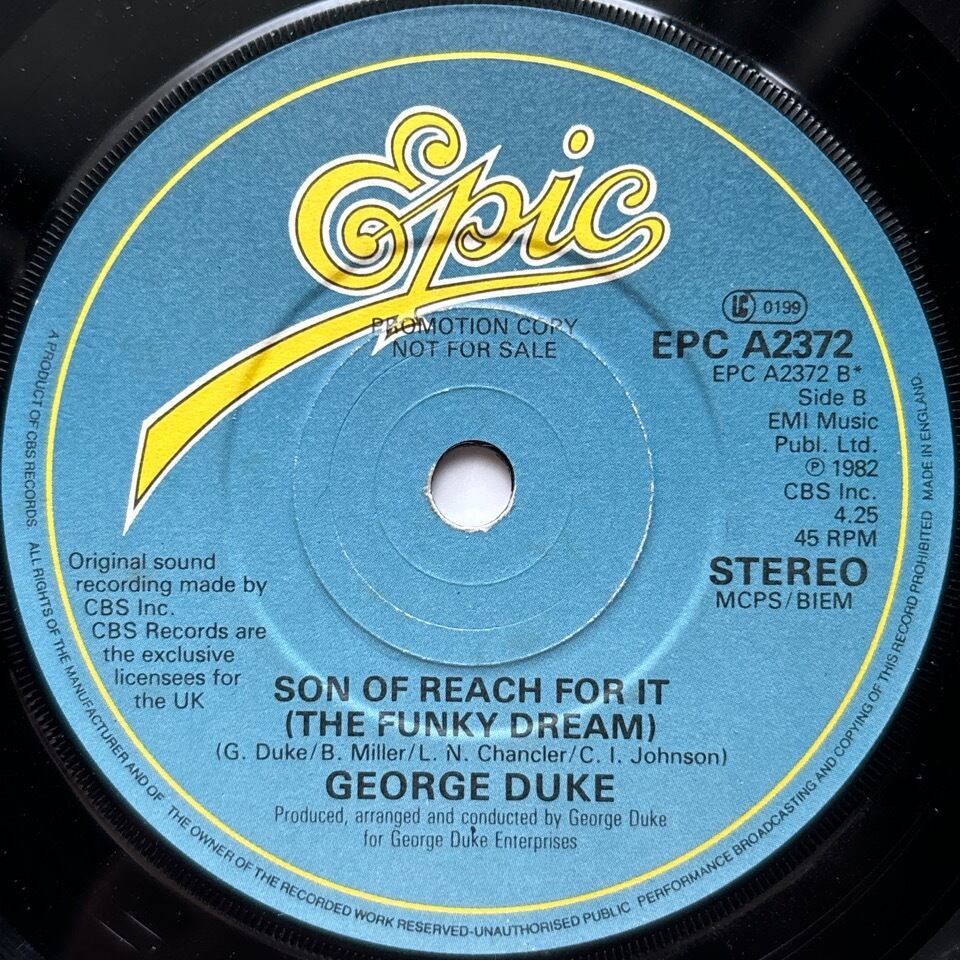 Epic
PROMOTION COPY
NOT FOR SALE
LC 0199
EPC A2372
EPC A2372 B*
Side B
EMI Music
Publ. Ltd.
Ⓟ 1982
CBS Inc.
4.25
45 RPM
STEREO
MCPS/BIEM
Original sound
recording made by
CBS Inc.
CBS Records are
the exclusive
licensees for
the UK
SON OF REACH FOR IT
(THE FUNKY DREAM)
(G. Duke/B. Miller/L. N. Chancler/C. I. Johnson)
GEORGE DUKE
Produced, arranged and conducted by George Duke
for George Duke Enterprises
A PRODUCT OF CBS RECORDS. ALL RIGHTS OF THE MANUFACTURER AND OF THE OWNER OF THE RECORDED WORK RESERVED-UNAUTHORISED PUBLIC PERFORMANCE BROADCASTING AND COPYING OF THIS RECORD PROHIBITED MADE IN ENGLAND.